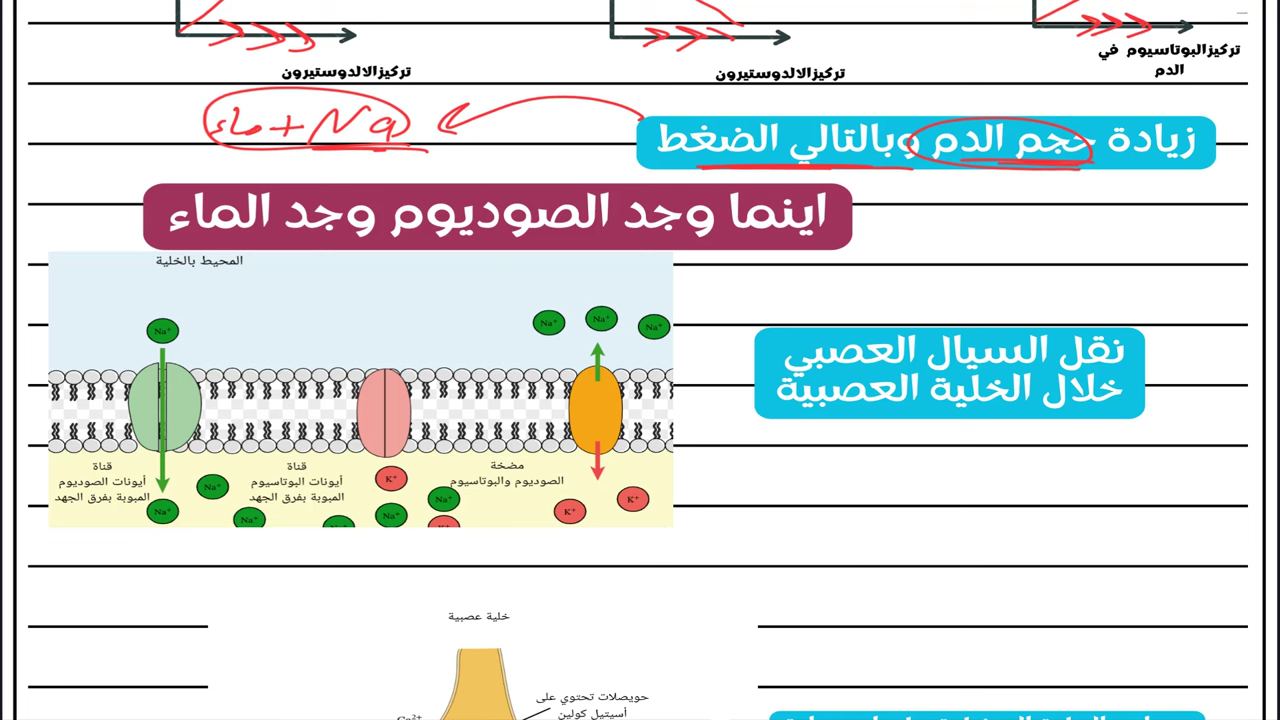 تركيزالبوتاسيوم في
الدم
تركيزالالدوستيرون
تركيزالالدوستيرون
زيادة حجم الدم وبالتالي الضغط
ماء + Na
اينما وجد الصوديوم وجد الماء
المحيط بالخلية
Na⁺
Na⁺
Na⁺
Na⁺
نقل السيال العصبي
خلال الخلية العصبية
مضخة
الصوديوم والبوتاسيوم
قناة
أيونات البوتاسيوم
المبوبة بفرق الجهد
قناة
أيونات الصوديوم
المبوبة بفرق الجهد
K⁺
Na⁺
Na⁺
K⁺
Na⁺
K⁺
Na⁺
Na⁺
خلية عصبية
حويصلات تحتوي على
أسيتيل كولين
Ca²⁺